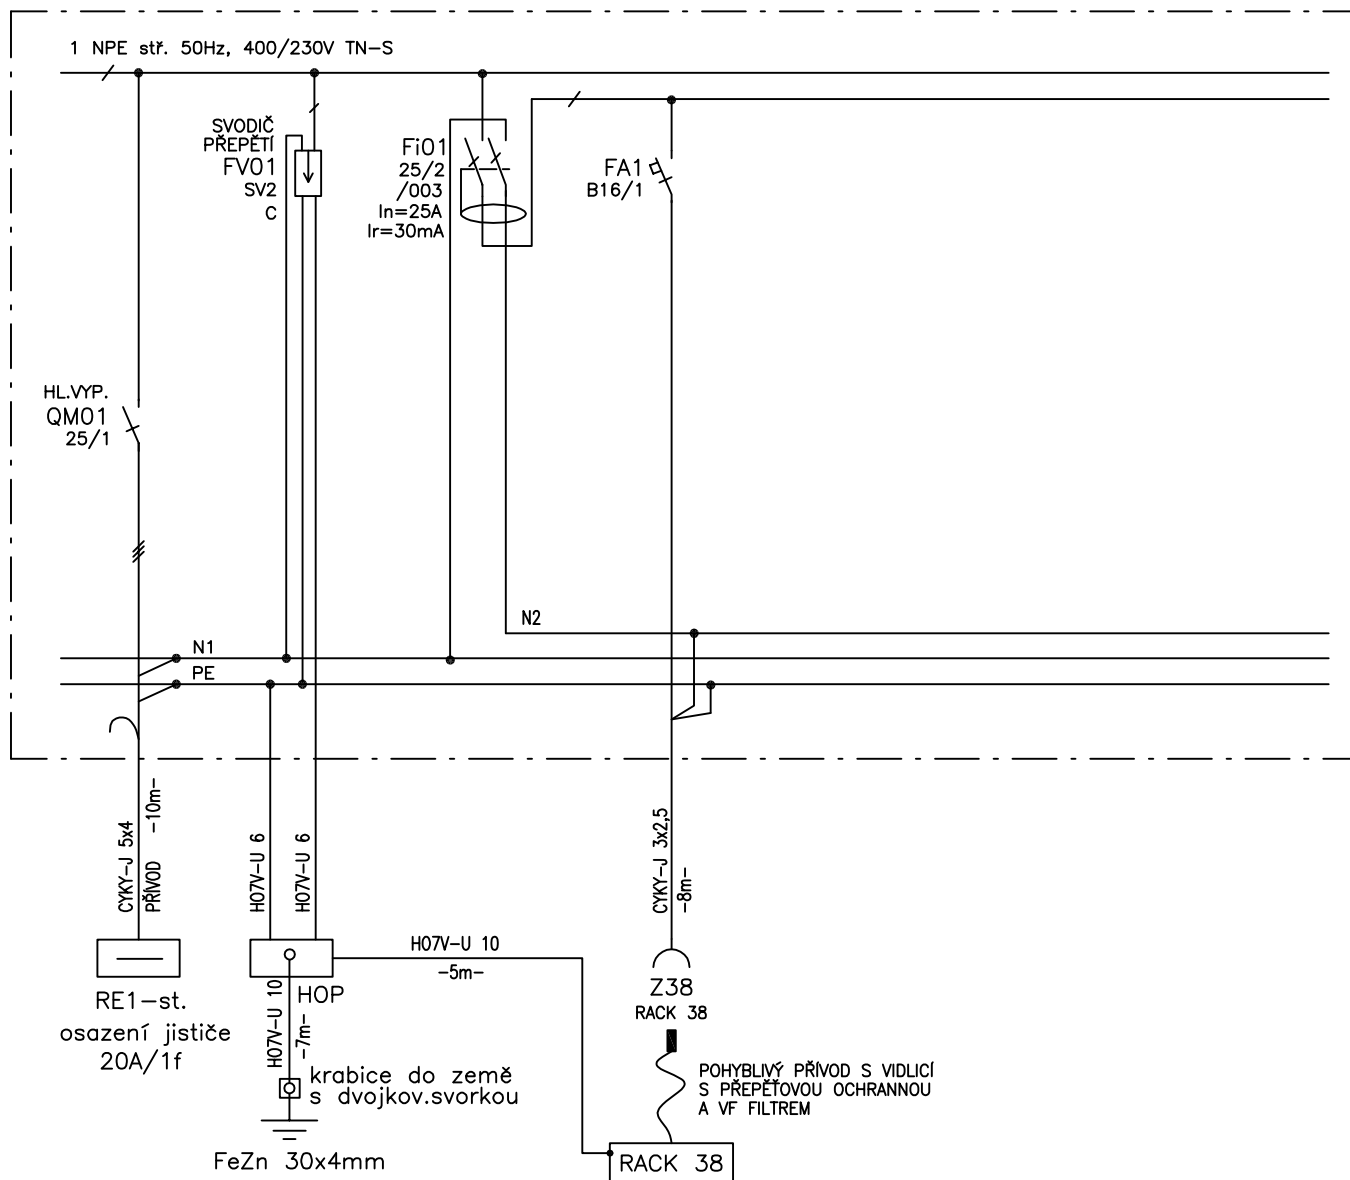 1 NPE stř. 50Hz, 400/230V TN-S
SVODIČ
PŘEPĚTÍ
FV01
SV2
C
Fi01
25/2
/003
In=25A
Ir=30mA
FA1
B16/1
HL.VYP.
QM01
25/1
N2
N1
PE
CYKY-J 5x4
PŘÍVOD -10m-
H07V-U 6
H07V-U 6
CYKY-J 3x2,5
-8m-
RE1-st.
osazení jističe
20A/1f
HOP
H07V-U 10
-7m-
H07V-U 10
-5m-
Z38
RACK 38
krabice do země
s dvojkov.svorkou
FeZn 30x4mm
POHYBLIVÝ PŘÍVOD S VIDLICÍ
S PŘEPĚŤOVOU OCHRANNOU
A VF FILTREM
RACK 38